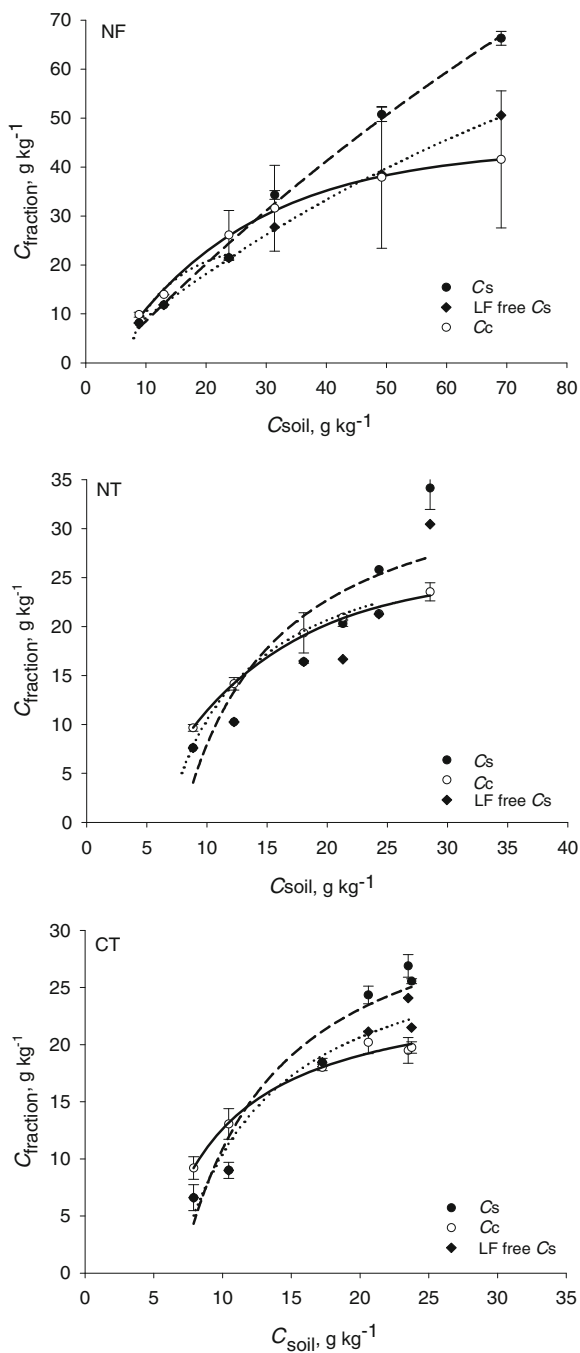 NF
70
60
50
40
30
20
10
0
Cfraction, g kg-1
Cs
LF free Cs
Cc
0 10 20 30 40 50 60 70 80
Csoil, g kg-1
NT
35
30
25
20
15
10
5
0
Cfraction, g kg-1
Cs
Cc
LF free Cs
0 5 10 15 20 25 30 35 40
Csoil, g kg-1
CT
30
25
20
15
10
5
0
Cfraction, g kg-1
Cs
Cc
LF free Cs
0 5 10 15 20 25 30 35
Csoil, g kg-1